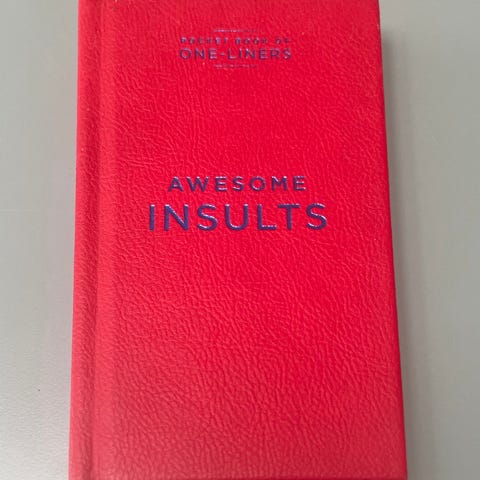 POCKET BOOK OF
ONE-LINERS
AWESOME
INSULTS